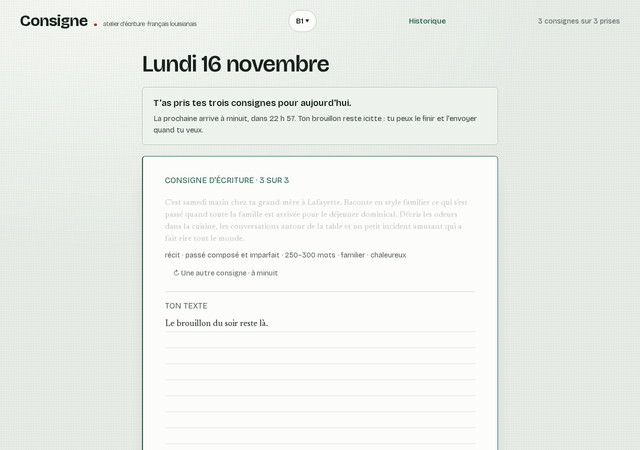 Consigne. atelier d'écriture · français louisianais
B1 ▾
Historique
3 consignes sur 3 prises
Lundi 16 novembre
T'as pris tes trois consignes pour aujourd'hui.
La prochaine arrive à minuit, dans 22 h 57. Ton brouillon reste icitte : tu peux le finir et l'envoyer
quand tu veux.
CONSIGNE D'ÉCRITURE · 3 SUR 3
C'est samedi matin chez ta grand-mère à Lafayette. Raconte en style familier ce qui s'est
passé quand toute la famille est arrivée pour le déjeuner dominical. Décris les odeurs
dans la cuisine, les conversations autour de la table et un petit incident amusant qui a
fait rire tout le monde.
récit · passé composé et imparfait · 250–300 mots · familier · chaleureux
↻ Une autre consigne · à minuit
TON TEXTE
Le brouillon du soir reste là.